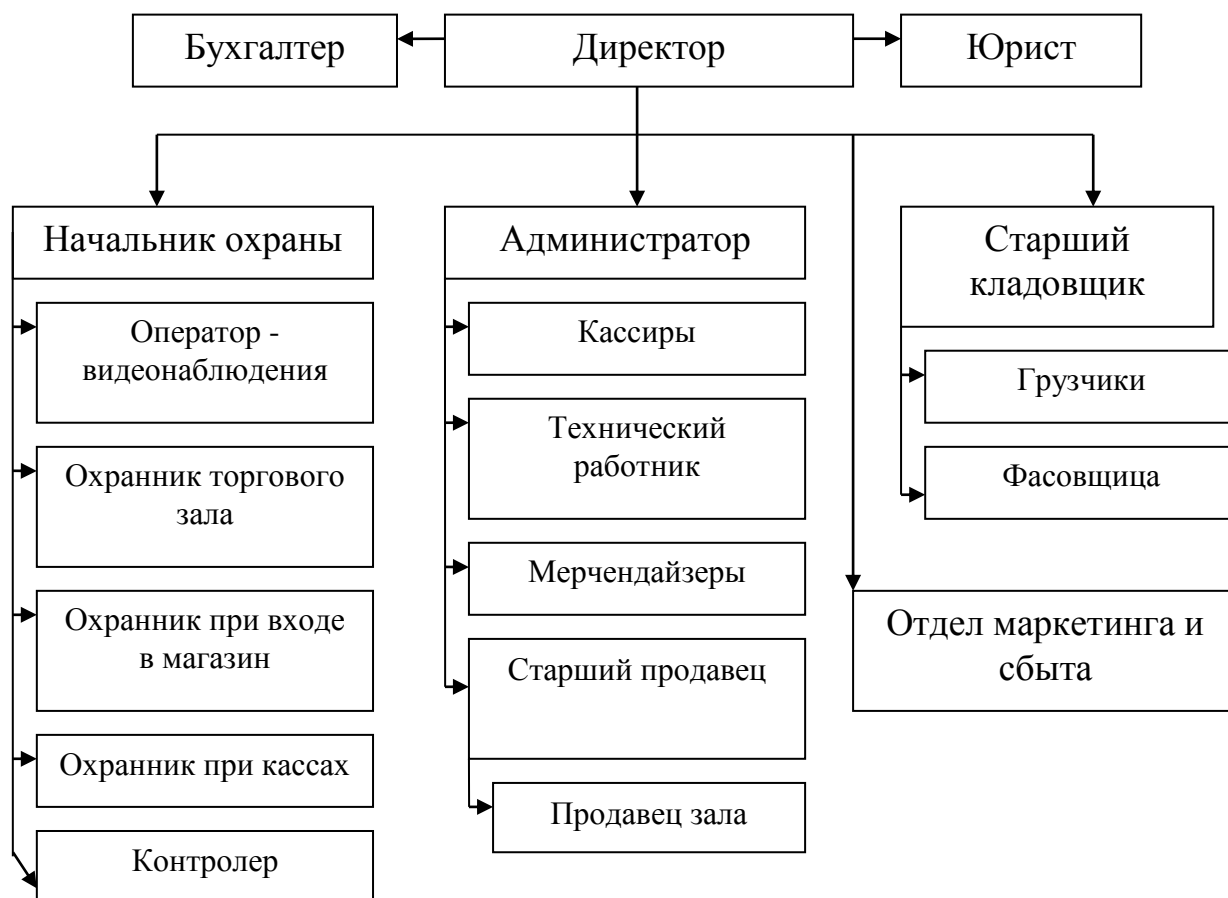 Бухгалтер
Директор
Юрист
Начальник охраны
Оператор -
видеонаблюдения
Охранник торгового
зала
Охранник при входе
в магазин
Охранник при кассах
Контролер
Администратор
Кассиры
Технический
работник
Мерчендайзеры
Старший продавец
Продавец зала
Старший
кладовщик
Грузчики
Фасовщица
Отдел маркетинга и
сбыта